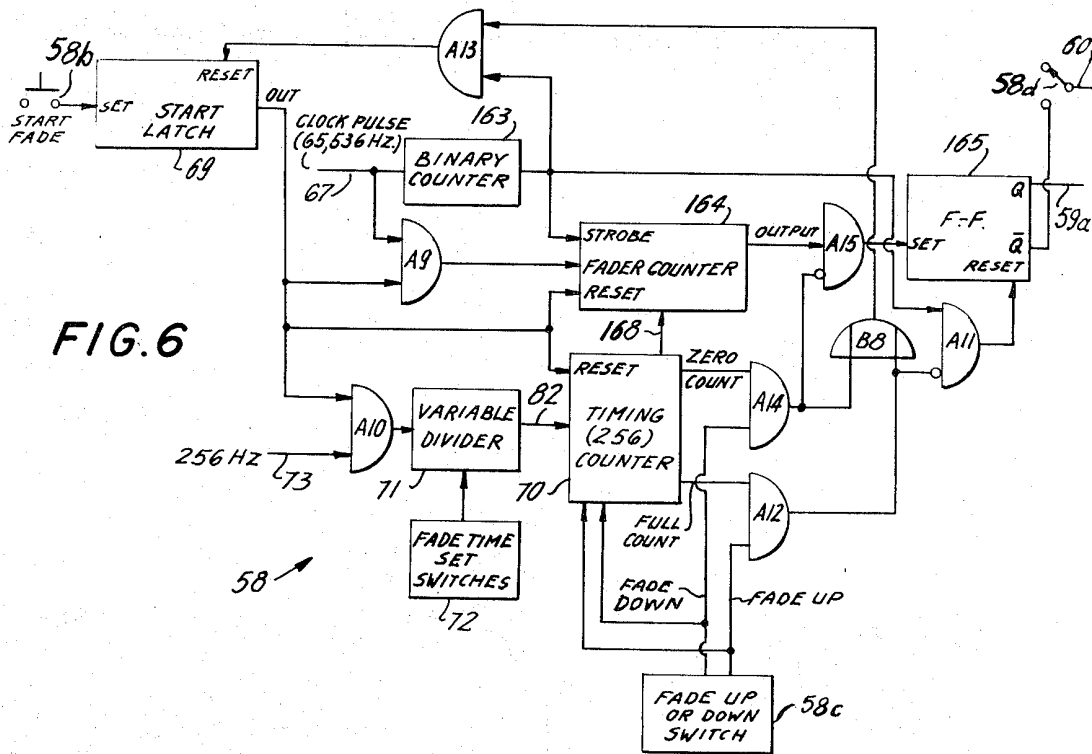 58b
START
FADE
SET
RESET
START
LATCH
OUT
69
A13
CLOCK PULSE
(65,536 HZ.)
67
163
BINARY
COUNTER
A9
164
STROBE
FADER COUNTER
RESET
OUTPUT
A15
165
SET
F-F.
Q
Q̅
RESET
58d
60
59a
FIG.6
168
RESET
TIMING
(256)
COUNTER
70
ZERO
COUNT
A14
B8
A11
A10
256 HZ
73
VARIABLE
DIVIDER
71
82
FADE TIME
SET
SWITCHES
72
FULL
COUNT
A12
FADE
DOWN
FADE UP
58
FADE UP
OR DOWN
SWITCH
58c